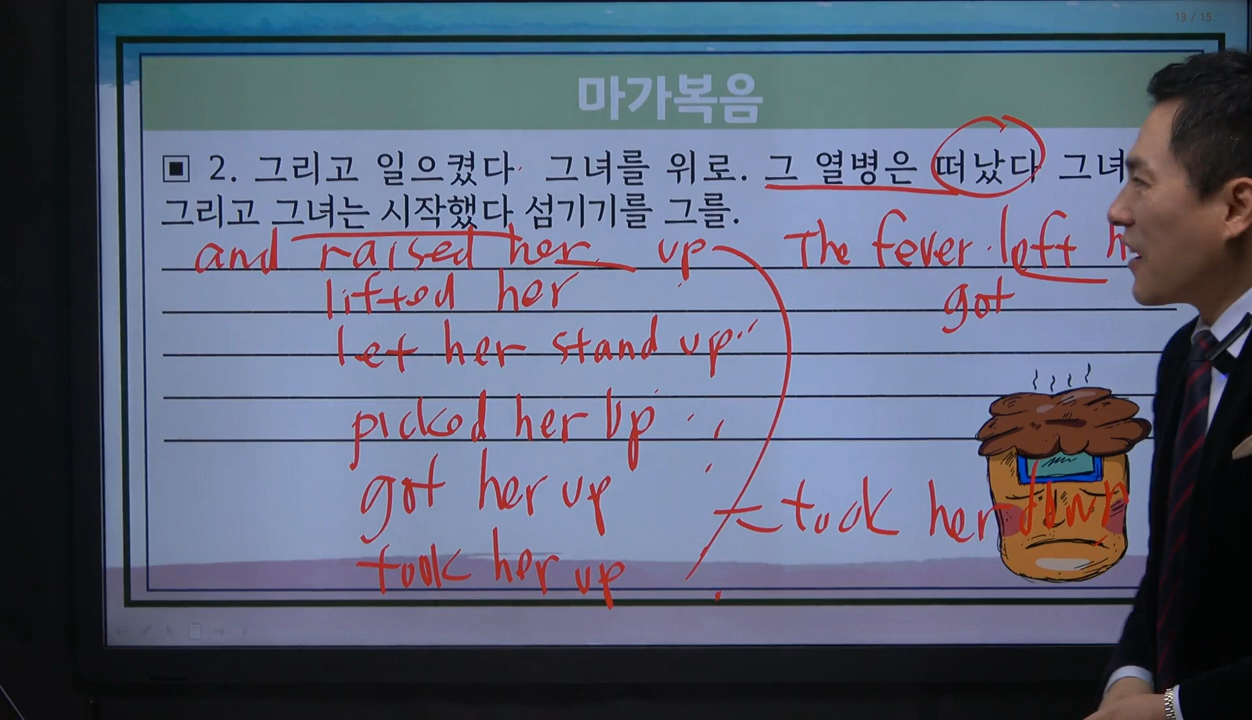 13 / 15
마가복음
▣ 2. 그리고 일으켰다. 그녀를 위로. 그 열병은 떠났다 그녀
그리고 그녀는 시작했다 섬기기를 그를.
and raised her up The fever left h
lifted her got
let her stand up
picked her up
got her up
took her down
took her up